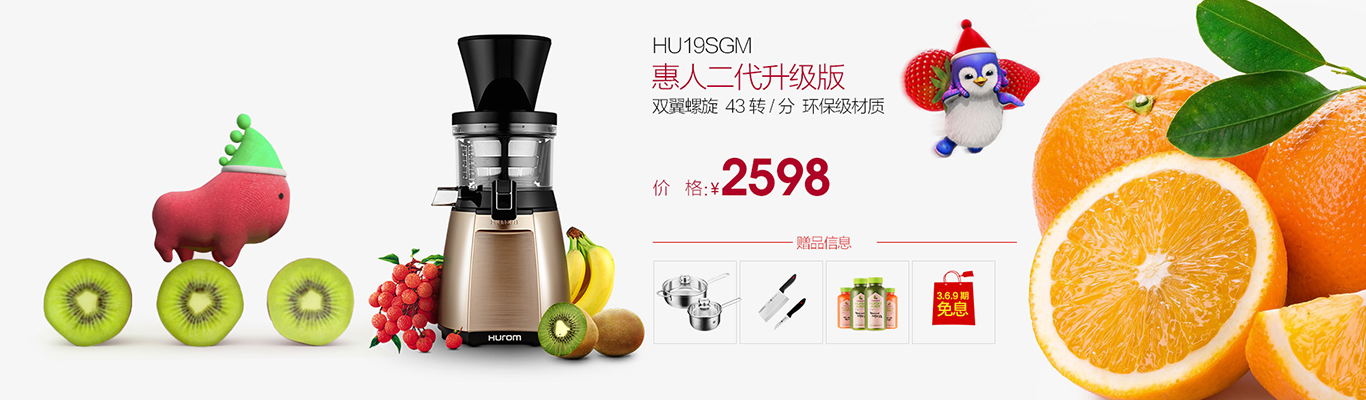 HU19SGM
惠人二代升级版
双翼螺旋 43 转 / 分 环保级材质
价 格:¥2598
赠品信息
3.6.9 期
免息
HUROM